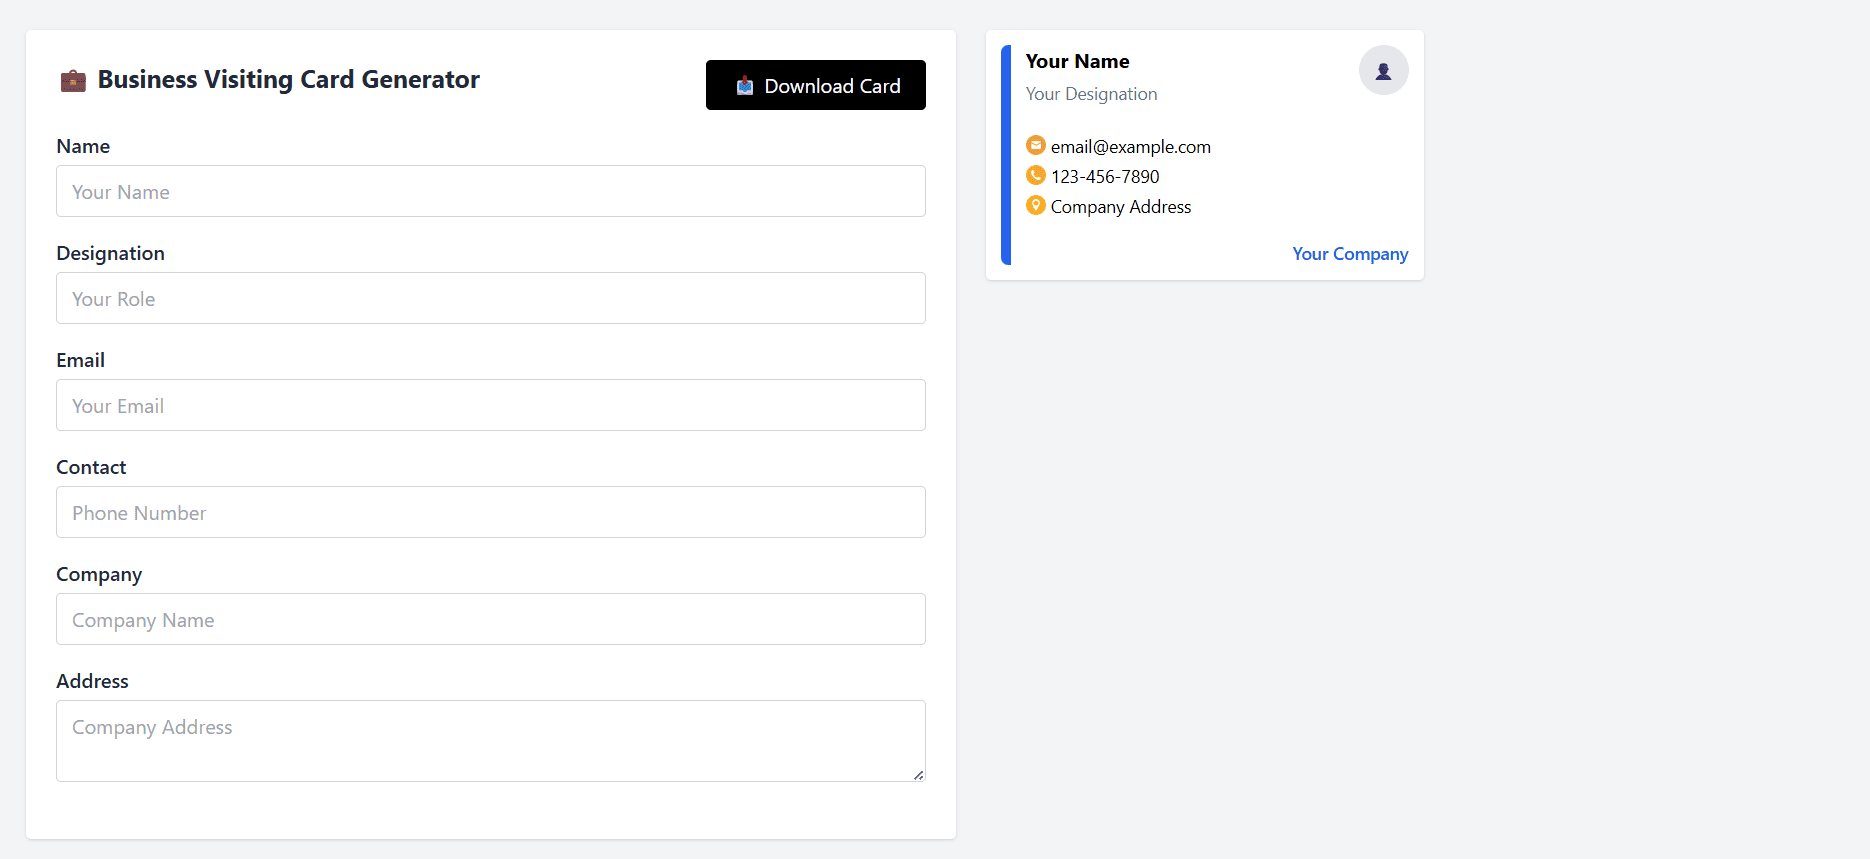 Business Visiting Card Generator
Download Card
Name
Your Name
Designation
Your Role
Email
Your Email
Contact
Phone Number
Company
Company Name
Address
Company Address
Your Name
Your Designation
email@example.com
123-456-7890
Company Address
Your Company